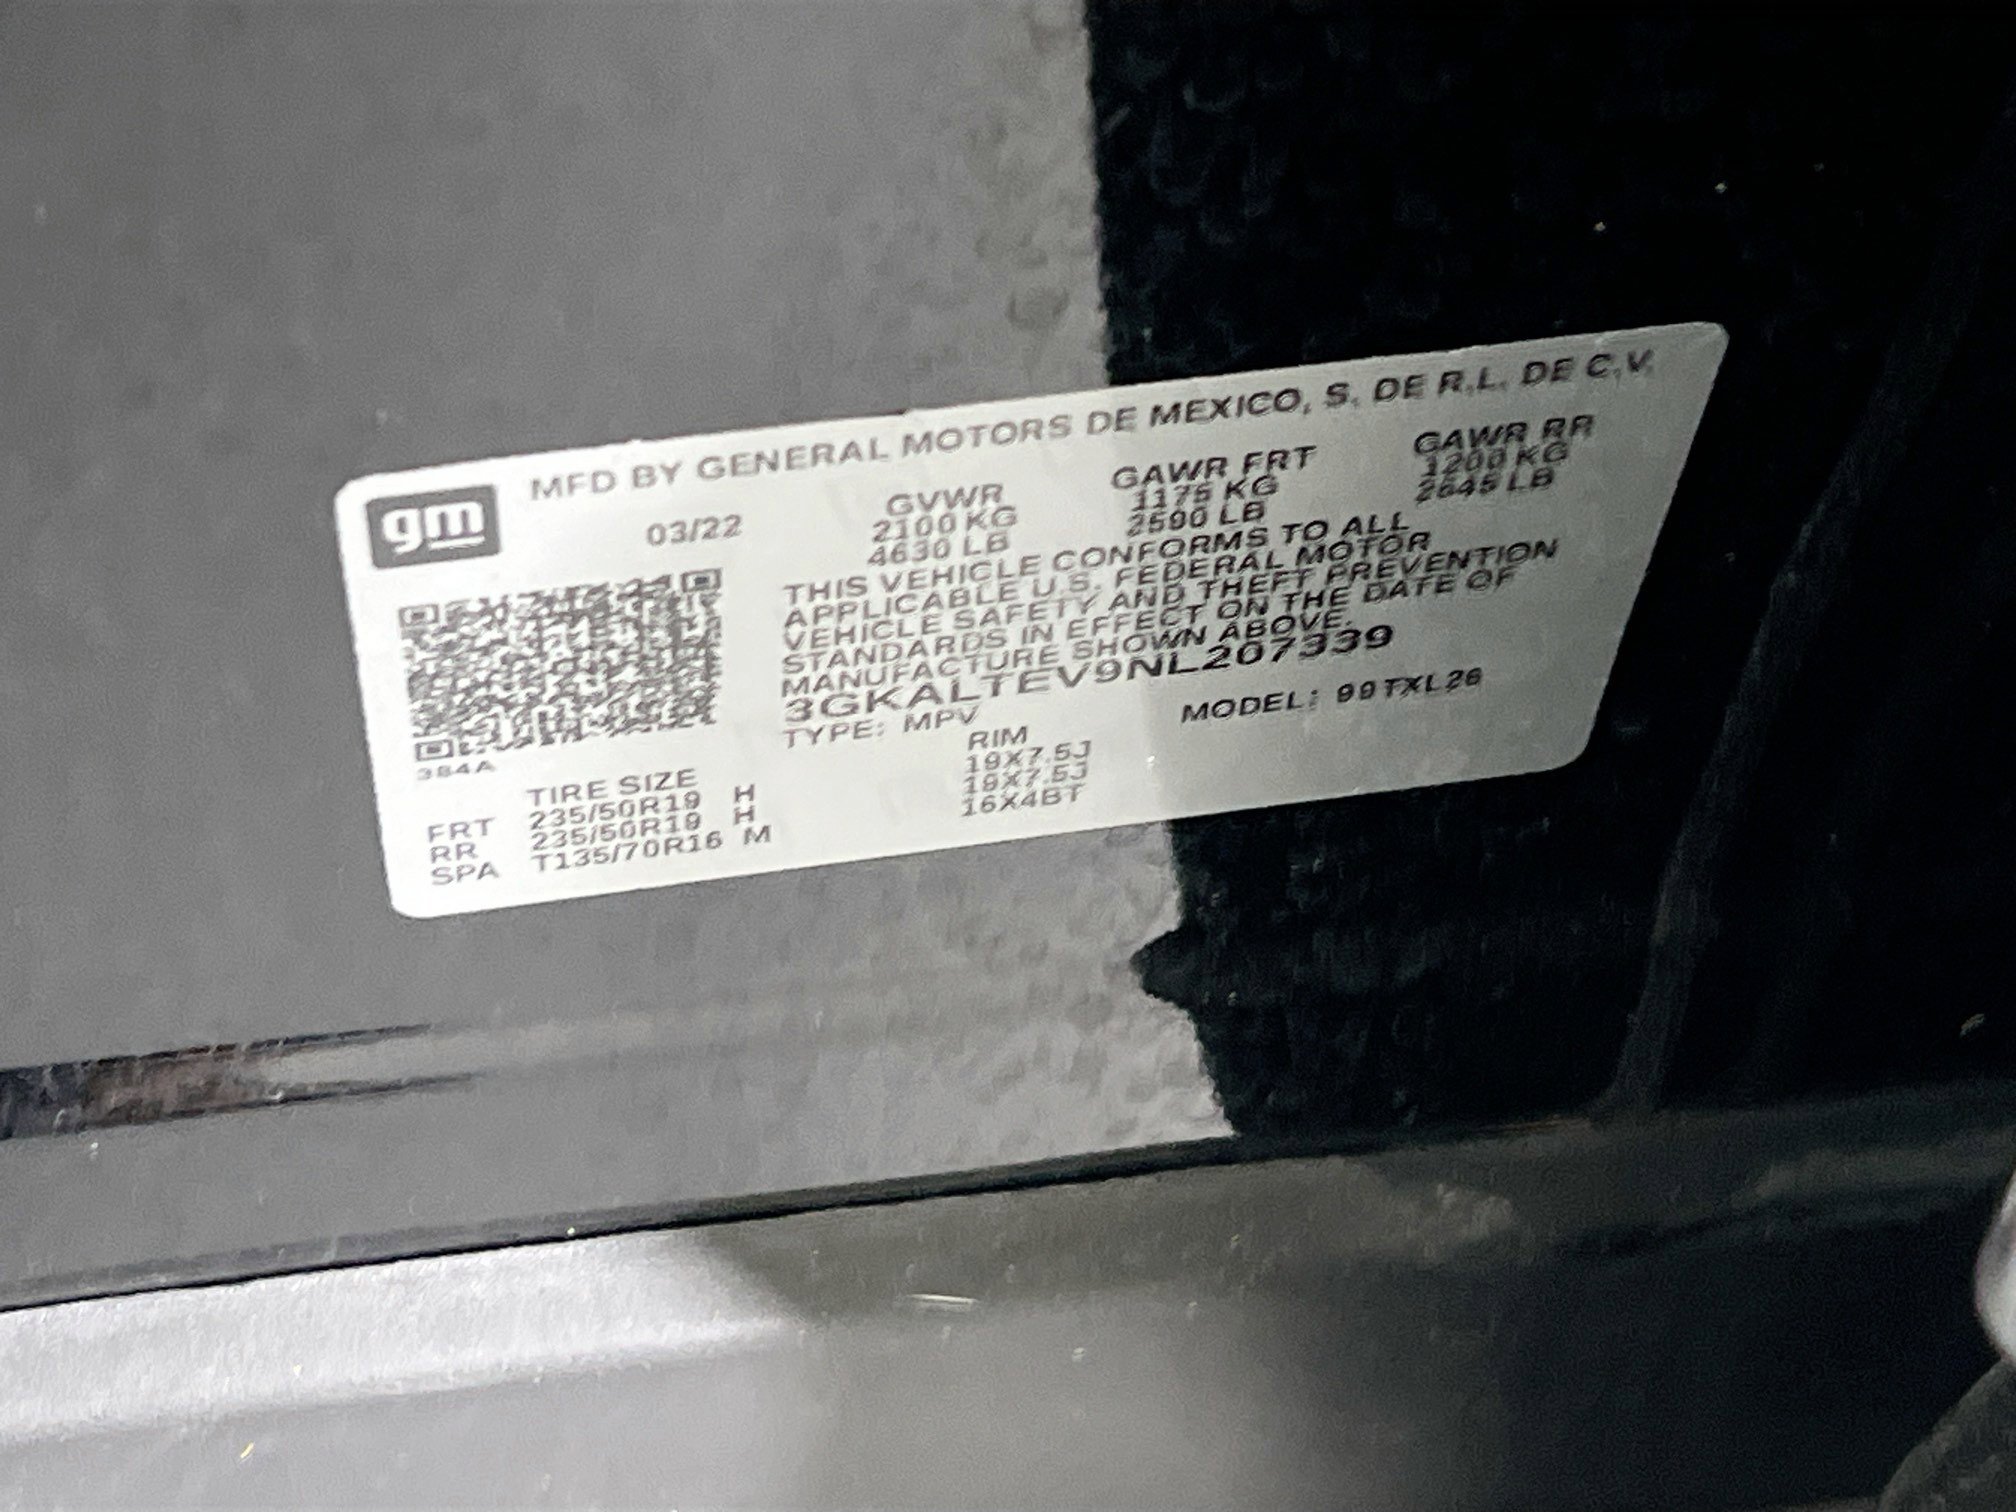 MFD BY GENERAL MOTORS DE MEXICO, S. DE R.L. DE C.V.
gm
03/22
GVWR GAWR FRT GAWR RR
2100 KG 1175 KG 1200 KG
4630 LB 2590 LB 2645 LB
THIS VEHICLE CONFORMS TO ALL
APPLICABLE U.S. FEDERAL MOTOR
VEHICLE SAFETY AND THEFT PREVENTION
STANDARDS IN EFFECT ON THE DATE OF
MANUFACTURE SHOWN ABOVE.
3GKALTEV9NL207339
TYPE: MPV MODEL: 99TXL26
384A
TIRE SIZE RIM
FRT 235/50R19 H 19X7.5J
RR 235/50R19 H 19X7.5J
SPA T135/70R16 M 16X4BT